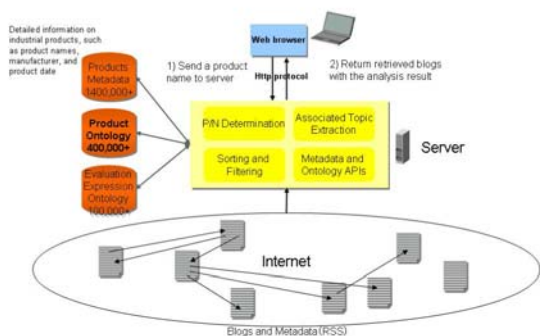 Detailed information on
industrial products, such
as product names,
manufacturer, and
product date
Products
Metadata
1400,000+
Product
Ontology
400,000+
Evaluation
Expression
Ontology
100,000+
Web browser
1) Send a product
name to server
Http protocol
2) Return retrieved blogs
with the analysis result
P/N Determination
Associated Topic
Extraction
Sorting and
Filtering
Metadata and
Ontology APIs
Server
Internet
Blogs and Metadata(RSS)